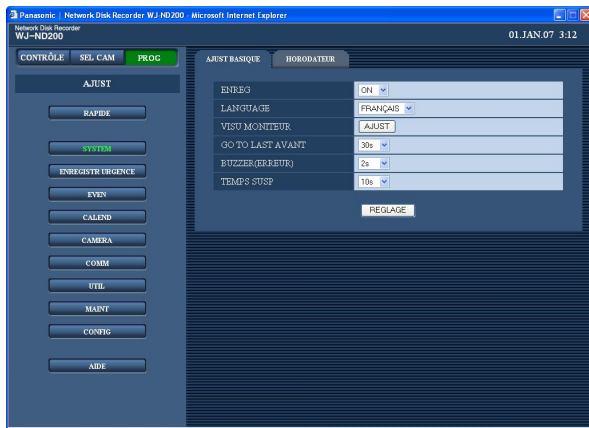 Panasonic | Network Disk Recorder WJ-ND200 - Microsoft Internet Explorer
Network Disk Recorder
WJ-ND200
01.JAN.07 3:12
CONTRÔLE SEL CAM PROG
AJUST BASIQUE HORODATEUR
AJUST
RAPIDE
SYSTEM
ENREGISTR URGENCE
EVEN
CALEND
CAMERA
COMM
UTIL
MAINT
CONFIG
AIDE
ENREG ON
LANGUAGE FRANÇAIS
VISU MONITEUR AJUST
GO TO LAST AVANT 30s
BUZZER(ERREUR) 2s
TEMPS SUSP 10s
REGLAGE